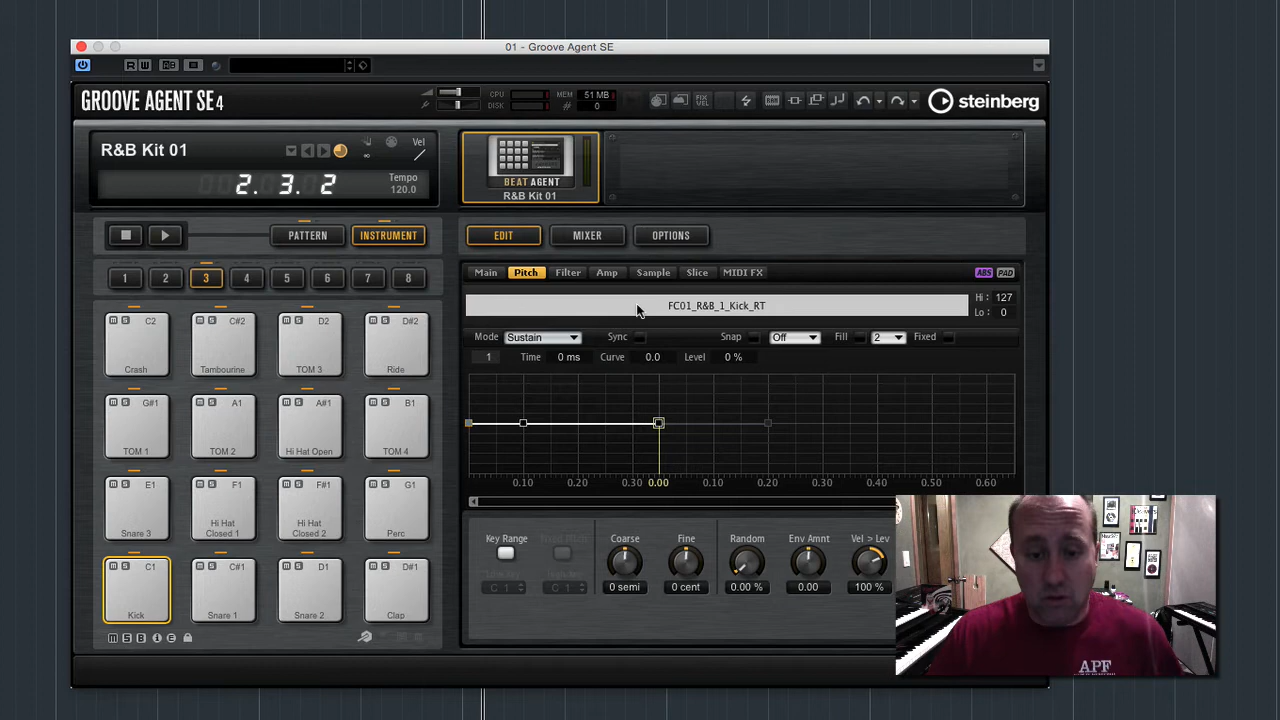 01 - Groove Agent SE
R W
GROOVE AGENT SE4
CPU
DISK
MEM 51 MB
# 0
FIX VEL
steinberg
R&B Kit 01
Vel
∞
2. 3. 2
Tempo
120.0
BEAT AGENT
R&B Kit 01
PATTERN INSTRUMENT
EDIT MIXER OPTIONS
1 2 3 4 5 6 7 8
Main Pitch Filter Amp Sample Slice MIDI FX ABS PAD
FC01_R&B_1_Kick_RT
Hi : 127
Lo : 0
Mode Sustain Sync Snap Off Fill 2 Fixed
1 Time 0 ms Curve 0.0 Level 0 %
0.10 0.20 0.30 0.00 0.10 0.20 0.30 0.40 0.50 0.60
M S C2 M S C#2 M S D2 M S D#2
Crash Tambourine TOM 3 Ride
M S G#1 M S A1 M S A#1 M S B1
TOM 1 TOM 2 Hi Hat Open TOM 4
M S E1 M S F1 M S F#1 M S G1
Snare 3 Hi Hat Closed 1 Hi Hat Closed 2 Perc
M S C1 M S C#1 M S D1 M S D#1
Kick Snare 1 Snare 2 Clap
M S B E
Key Range Coarse Fine Random Env Amnt Vel > Lev
C 1 C 1 0 semi 0 cent 0.00 % 0.00 100 %
APF